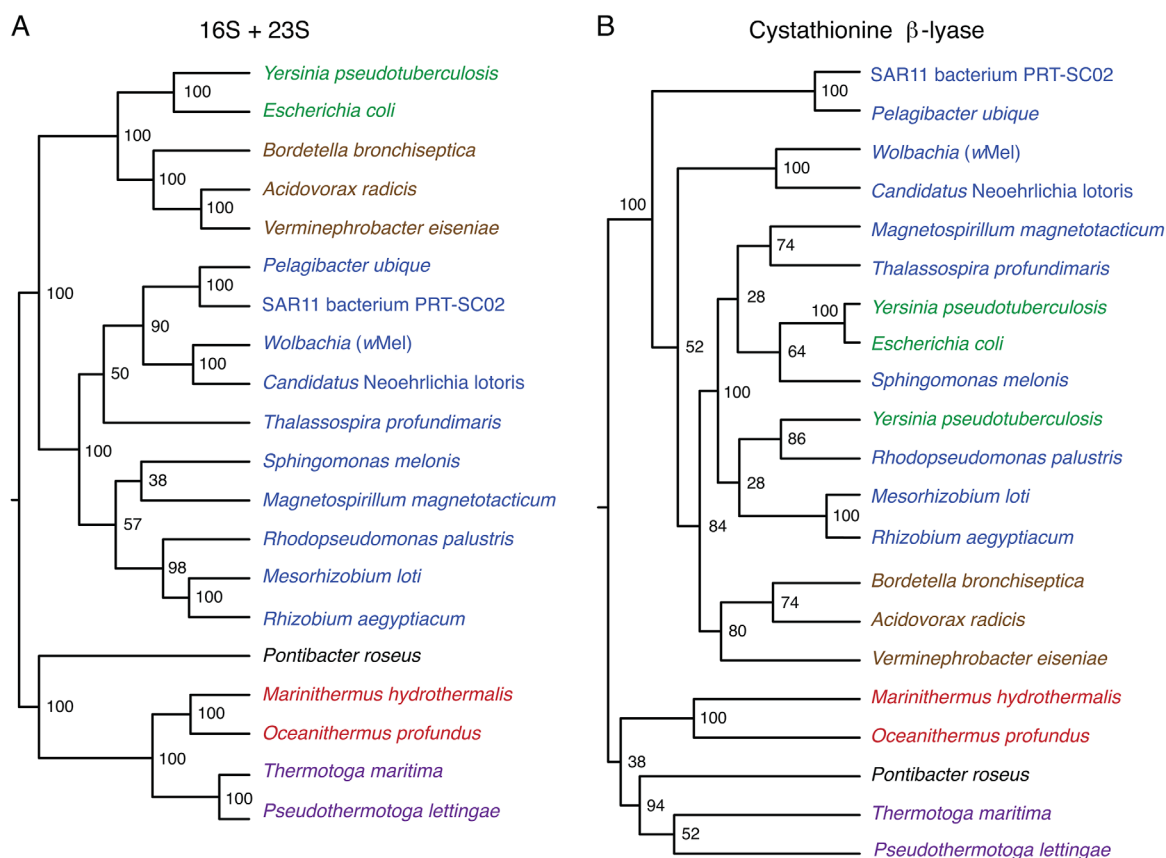 A
16S + 23S
Yersinia pseudotuberculosis
100
Escherichia coli
100
Bordetella bronchiseptica
100
Acidovorax radicis
100
Verminephrobacter eiseniae
Pelagibacter ubique
100
100
SAR11 bacterium PRT-SC02
90
Wolbachia (wMel)
100
50
Candidatus Neoehrlichia lotoris
Thalassospira profundimaris
100
Sphingomonas melonis
38
Magnetospirillum magnetotacticum
57
Rhodopseudomonas palustris
98
Mesorhizobium loti
100
Rhizobium aegyptiacum
Pontibacter roseus
100
Marinithermus hydrothermalis
100
Oceanithermus profundus
100
Thermotoga maritima
100
Pseudothermotoga lettingae
B
Cystathionine β-lyase
SAR11 bacterium PRT-SC02
100
Pelagibacter ubique
Wolbachia (wMel)
100
Candidatus Neoehrlichia lotoris
100
Magnetospirillum magnetotacticum
74
Thalassospira profundimaris
28
Yersinia pseudotuberculosis
100
Escherichia coli
52
64
Sphingomonas melonis
100
Yersinia pseudotuberculosis
86
Rhodopseudomonas palustris
28
Mesorhizobium loti
100
84
Rhizobium aegyptiacum
Bordetella bronchiseptica
74
Acidovorax radicis
80
Verminephrobacter eiseniae
Marinithermus hydrothermalis
100
Oceanithermus profundus
38
Pontibacter roseus
94
Thermotoga maritima
52
Pseudothermotoga lettingae